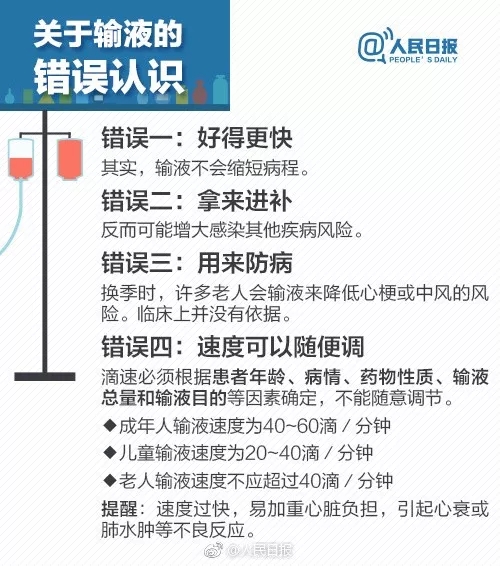 关于输液的
错误认识
@人民日报
PEOPLE'S DAILY
错误一：好得更快
其实，输液不会缩短病程。
错误二：拿来进补
反而可能增大感染其他疾病风险。
错误三：用来防病
换季时，许多老人会输液来降低心梗或中风的风
险。临床上并没有依据。
错误四：速度可以随便调
滴速必须根据患者年龄、病情、药物性质、输液
总量和输液目的等因素确定，不能随意调节。
◆成年人输液速度为40~60滴／分钟
◆儿童输液速度为20~40滴／分钟
◆老人输液速度不应超过40滴／分钟
提醒：速度过快，易加重心脏负担，引起心衰或
肺水肿等不良反应。
@人民日报